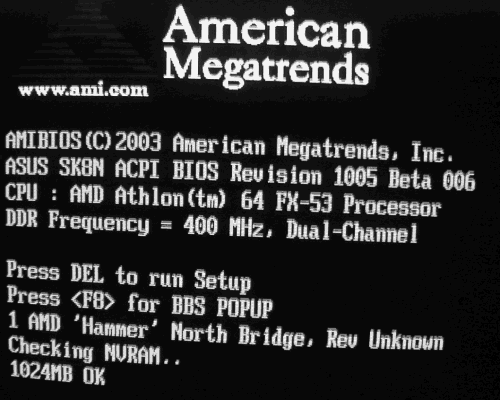 American
Megatrends
www.ami.com
AMIBIOS(C)2003 American Megatrends, Inc.
ASUS SK8N ACPI BIOS Revision 1005 Beta 006
CPU : AMD Athlon(tm) 64 FX-53 Processor
DDR Frequency = 400 MHz, Dual-Channel
Press DEL to run Setup
Press <F8> for BBS POPUP
1 AMD 'Hammer' North Bridge, Rev Unknown
Checking NVRAM..
1024MB OK